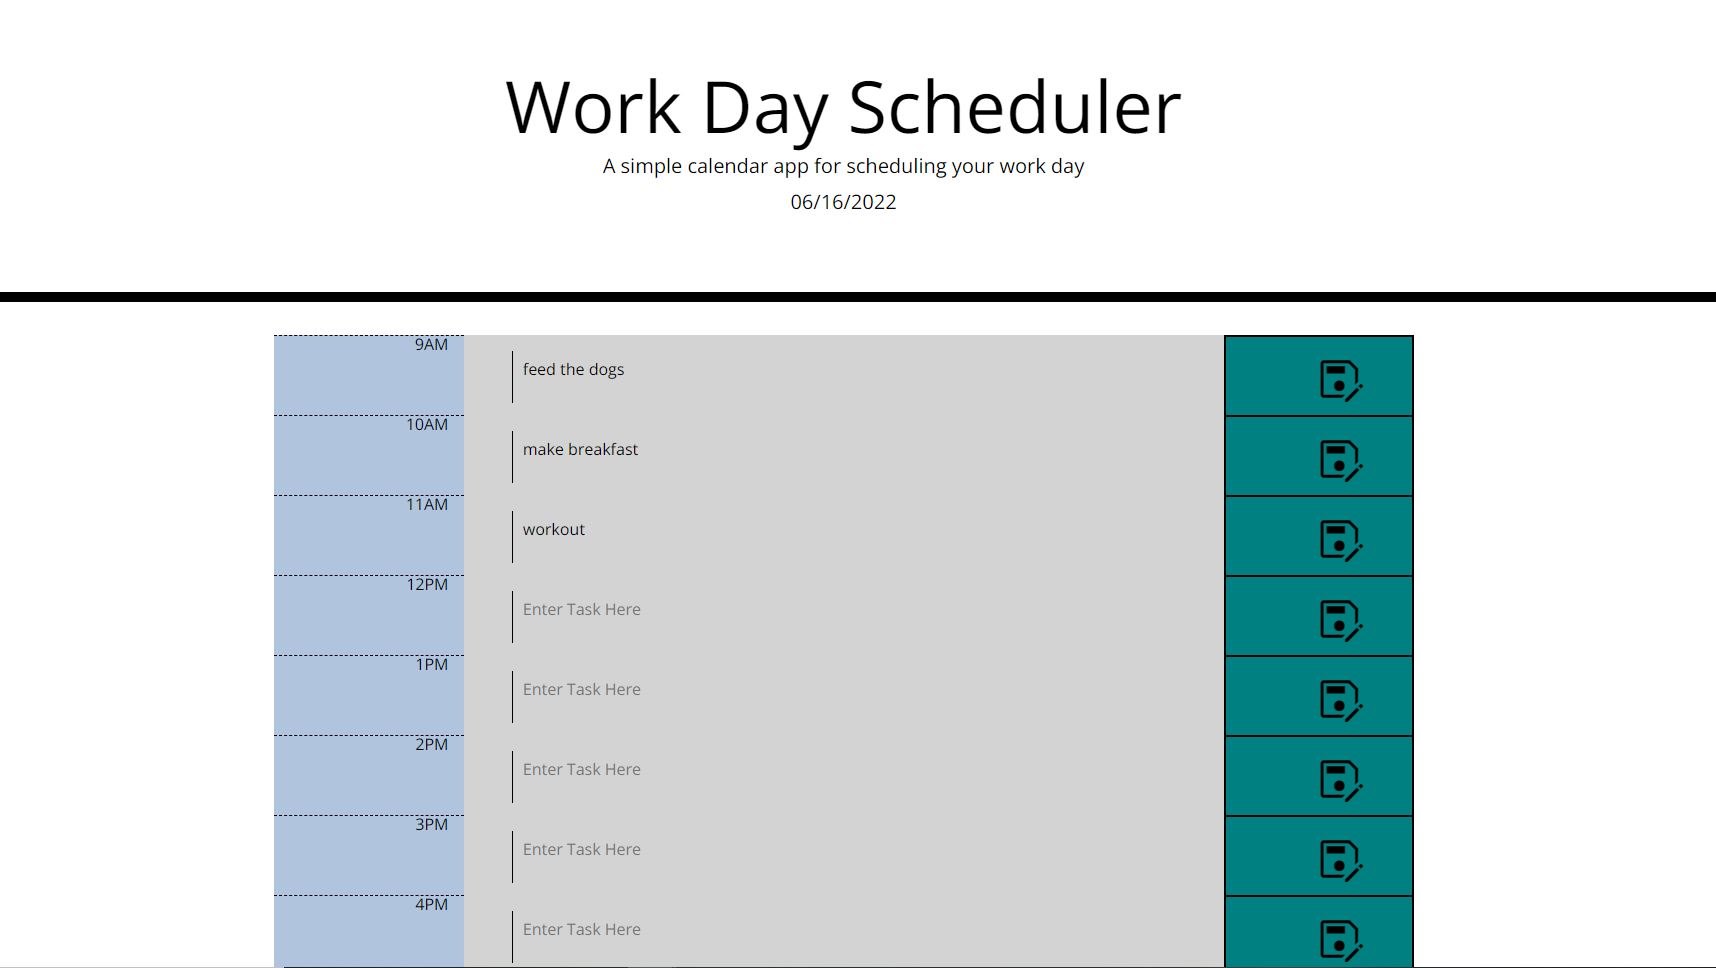 Work Day Scheduler
A simple calendar app for scheduling your work day
06/16/2022
9AM
feed the dogs
10AM
make breakfast
11AM
workout
12PM
Enter Task Here
1PM
Enter Task Here
2PM
Enter Task Here
3PM
Enter Task Here
4PM
Enter Task Here